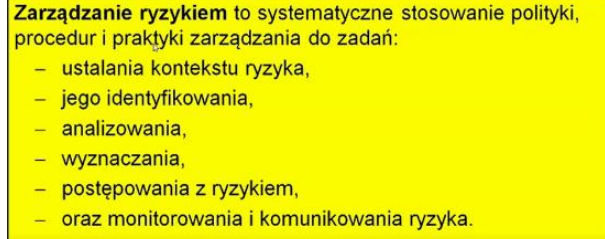 Zarządzanie ryzykiem to systematyczne stosowanie polityki,
procedur i praktyki zarządzania do zadań:
– ustalania kontekstu ryzyka,
– jego identyfikowania,
– analizowania,
– wyznaczania,
– postępowania z ryzykiem,
– oraz monitorowania i komunikowania ryzyka.